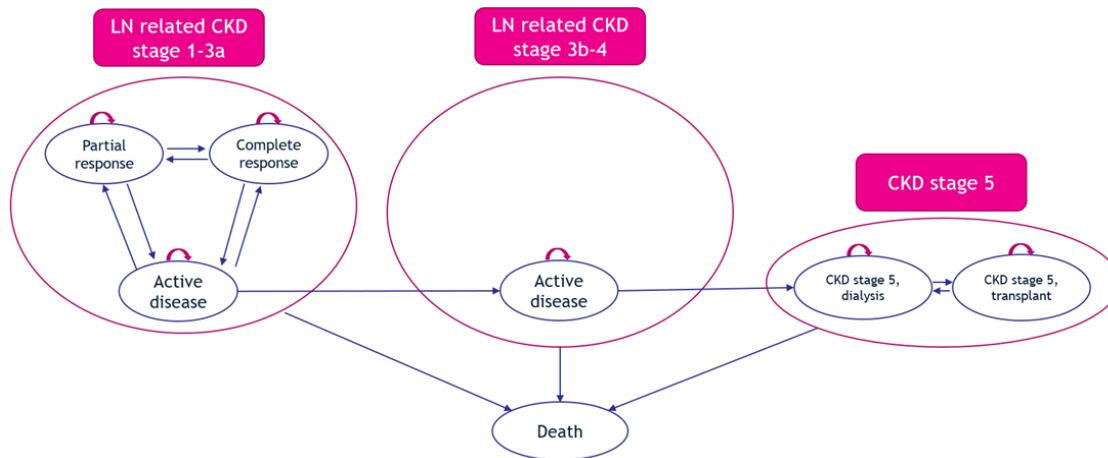 LN related CKD
stage 1-3a
LN related CKD
stage 3b-4
Partial
response
Complete
response
CKD stage 5
Active
disease
Active
disease
CKD stage 5,
dialysis
CKD stage 5,
transplant
Death